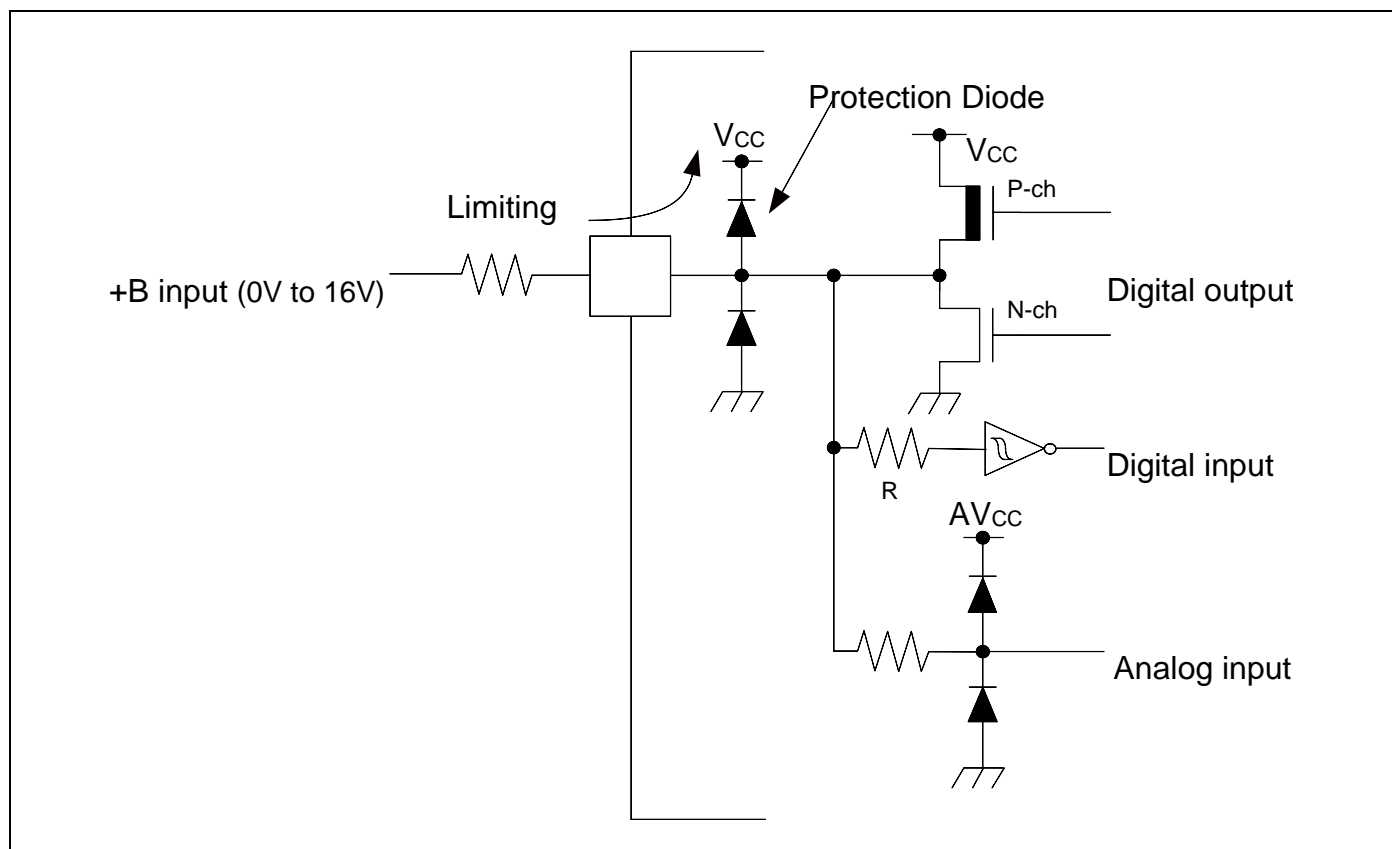 Protection Diode
VCC
VCC
P-ch
Limiting
+B input (0V to 16V)
Digital output
N-ch
Digital input
R
AVCC
Analog input